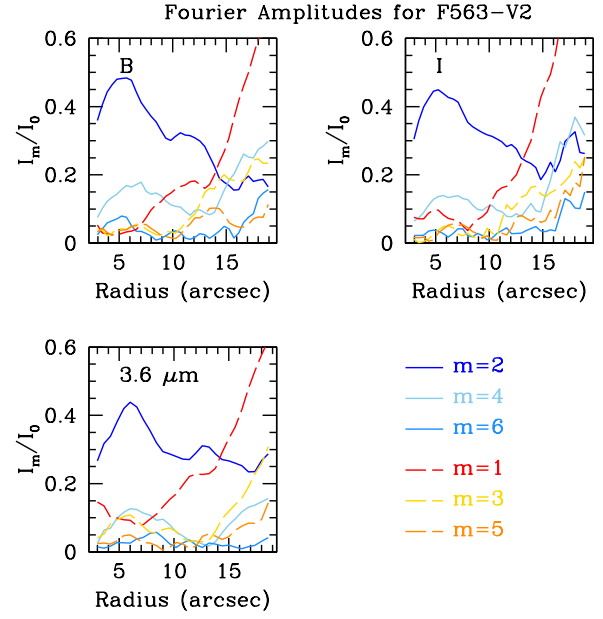 Fourier Amplitudes for F563-V2
B
I
I_m/I_0
0.6
0.4
0.2
0
5 10 15
Radius (arcsec)
I_m/I_0
0.6
0.4
0.2
0
5 10 15
Radius (arcsec)
3.6 μm
I_m/I_0
0.6
0.4
0.2
0
5 10 15
Radius (arcsec)
m=2
m=4
m=6
m=1
m=3
m=5